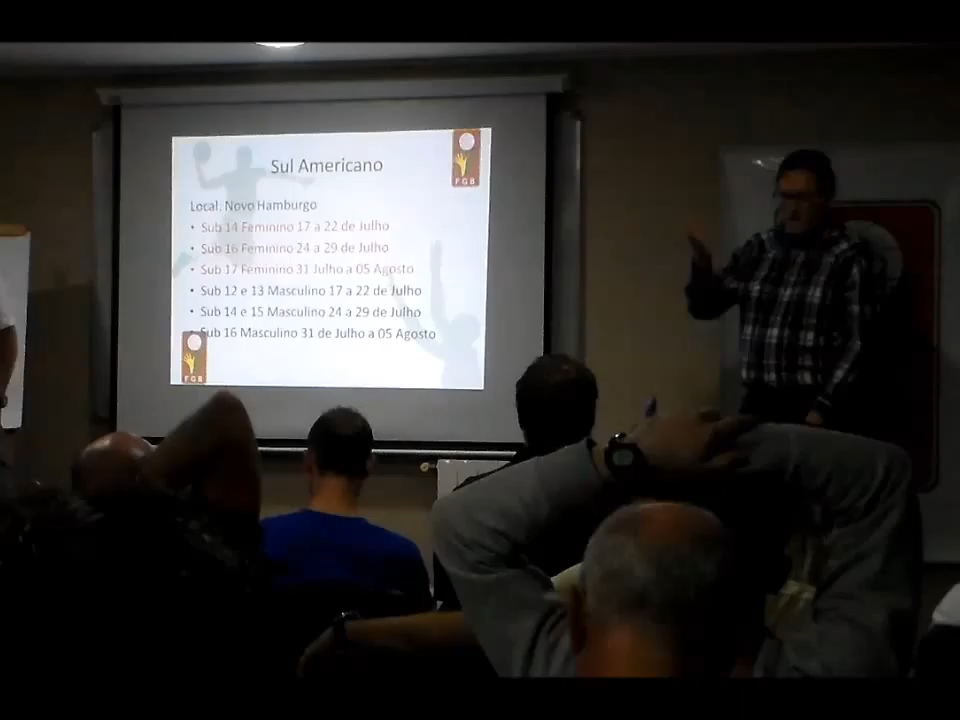 Sul Americano
FGB
Local: Novo Hamburgo
• Sub 14 Feminino 17 a 22 de Julho
• Sub 16 Feminino 24 a 29 de Julho
• Sub 17 Feminino 31 Julho a 05 Agosto
• Sub 12 e 13 Masculino 17 a 22 de Julho
• Sub 14 e 15 Masculino 24 a 29 de Julho
• Sub 16 Masculino 31 de Julho a 05 Agosto
FGB